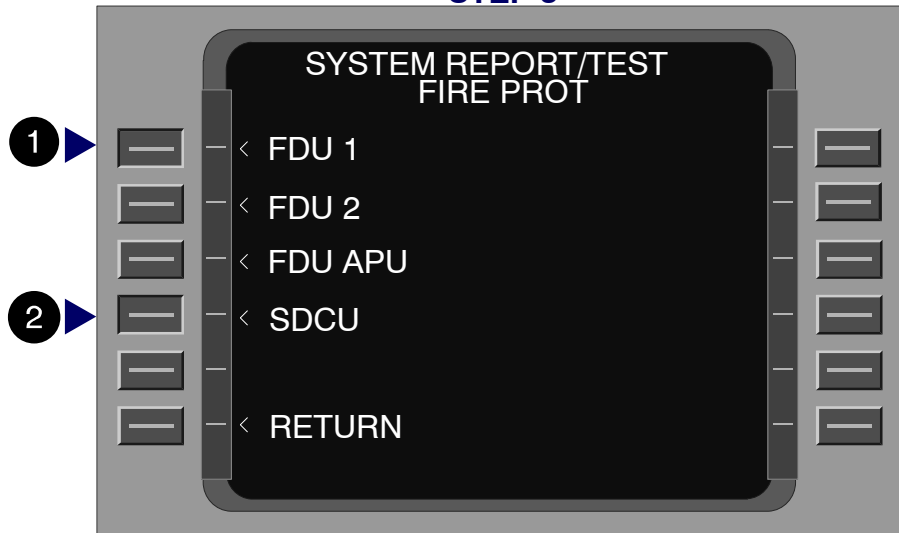 SYSTEM REPORT/TEST
FIRE PROT
1
< FDU 1
< FDU 2
< FDU APU
2
< SDCU
< RETURN